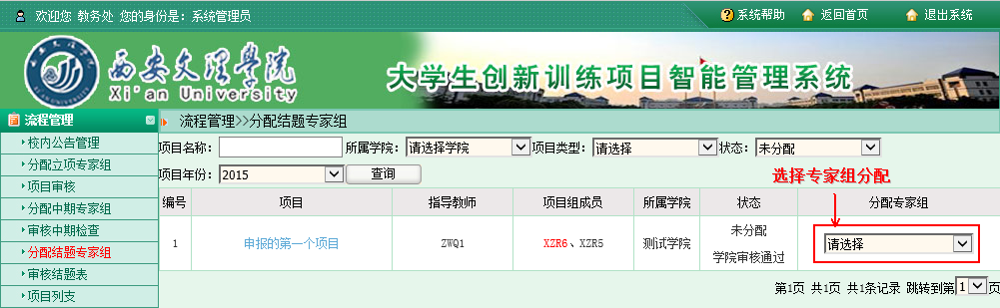 欢迎您 教务处 您的身份是：系统管理员
系统帮助 返回首页 退出系统
西安文理学院
Xi'an University
大学生创新训练项目智能管理系统
流程管理
校内公告管理
分配立项专家组
项目审核
分配中期专家组
审核中期检查
分配结题专家组
审核结题表
项目列支
流程管理>>分配结题专家组
项目名称： 所属学院：请选择学院 项目类型：请选择 状态：未分配
项目年份：2015 查询
选择专家组分配
编号 项目 指导教师 项目组成员 所属学院 状态 分配专家组
1 申报的第一个项目 ZWQ1 XZR6、XZR5 测试学院 未分配 请选择
学院审核通过
第1页 共1页 共1条记录 跳转到第1页